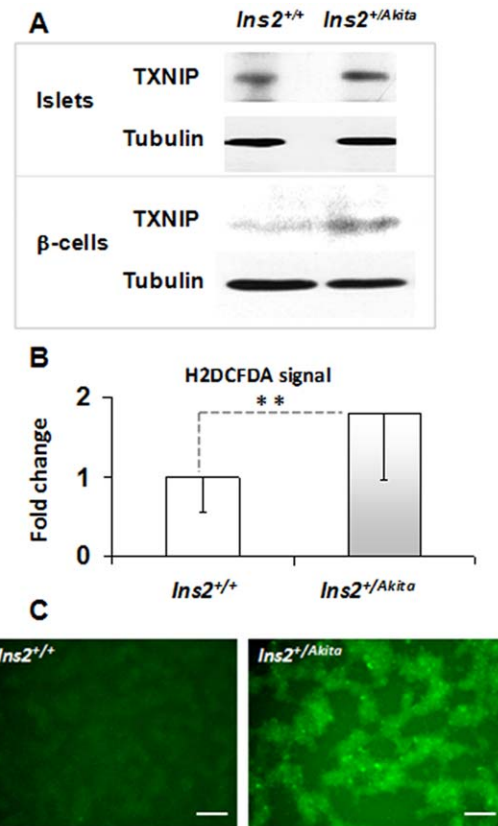 A
Ins2+/+ Ins2+/Akita
Islets
TXNIP
Tubulin
β-cells
TXNIP
Tubulin
B
H2DCFDA signal
**
Fold change
2
1
0
Ins2+/+ Ins2+/Akita
C
Ins2+/+ Ins2+/Akita